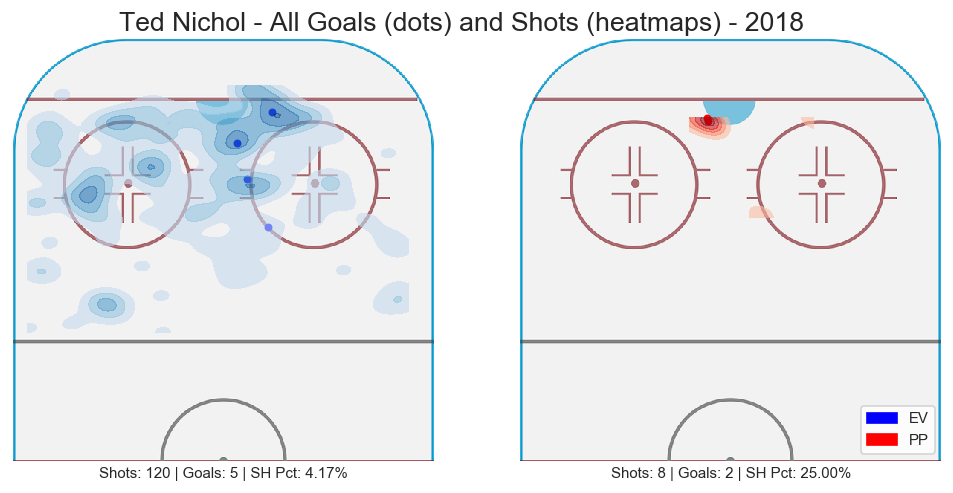 Ted Nichol - All Goals (dots) and Shots (heatmaps) - 2018
EV
PP
Shots: 120 | Goals: 5 | SH Pct: 4.17%
Shots: 8 | Goals: 2 | SH Pct: 25.00%